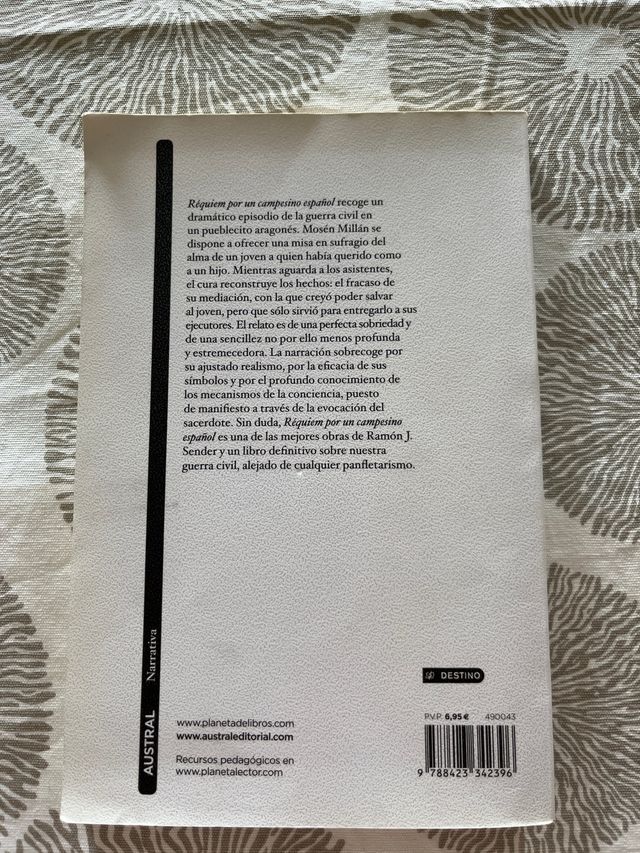 Réquiem por un campesino español recoge un
dramático episodio de la guerra civil en
un pueblecito aragonés. Mosén Millán se
dispone a ofrecer una misa en sufragio del
alma de un joven a quien había querido como
a un hijo. Mientras aguarda a los asistentes,
el cura reconstruye los hechos: el fracaso de
su mediación, con la que creyó poder salvar
al joven, pero que sólo sirvió para entregarlo a sus
ejecutores. El relato es de una perfecta sobriedad y
de una sencillez no por ello menos profunda
y estremecedora. La narración sobrecoge por
su ajustado realismo, por la eficacia de sus
símbolos y por el profundo conocimiento de
los mecanismos de la conciencia, puesto
de manifiesto a través de la evocación del
sacerdote. Sin duda, Réquiem por un campesino
español es una de las mejores obras de Ramón J.
Sender y un libro definitivo sobre nuestra
guerra civil, alejado de cualquier panfletarismo.
AUSTRAL Narrativa
DESTINO
www.planetadelibros.com
www.australeditorial.com
Recursos pedagógicos en
www.planetalector.com
P.V.P. 6,95 € 490043
9 788423 342396